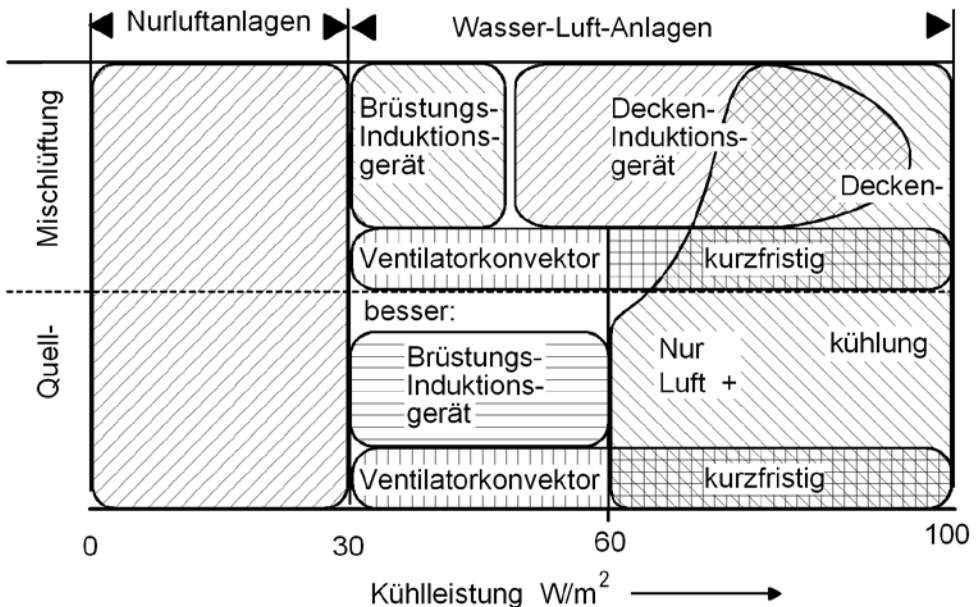 Nurluftanlagen
Wasser-Luft-Anlagen
Mischlüftung
Brüstungs-
Induktions-
gerät
Decken-
Induktions-
gerät
Decken-
Ventilatorkonvektor
kurzfristig
Quell-
besser:
Brüstungs-
Induktions-
gerät
Nur
Luft +
kühlung
Ventilatorkonvektor
kurzfristig
0
30
60
100
Kühlleistung W/m²